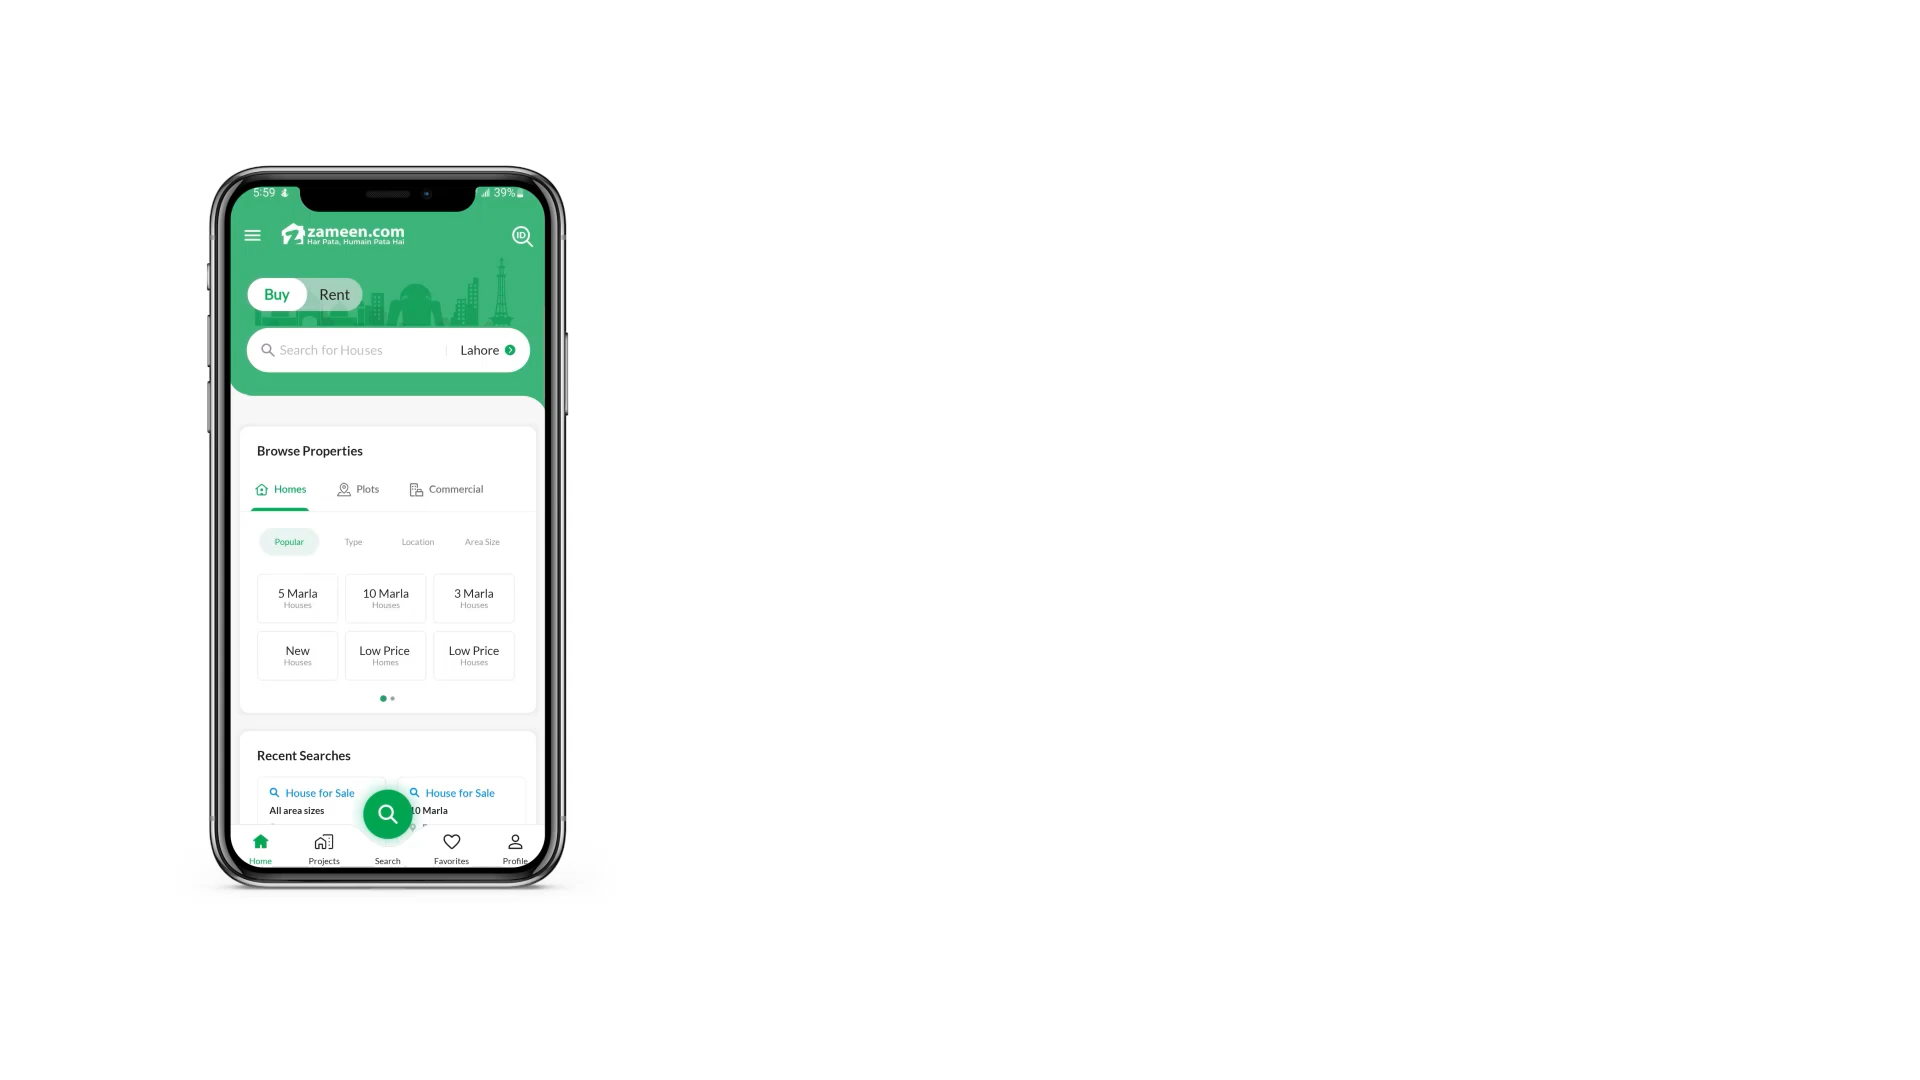 5:59 39%
zameen.com
Har Pata, Humain Pata Hai
ID
Buy Rent
Search for Houses Lahore
Browse Properties
Homes Plots Commercial
Popular Type Location Area Size
5 Marla 10 Marla 3 Marla
Houses Houses Houses
New Low Price Low Price
Houses Homes Houses
Recent Searches
House for Sale House for Sale
All area sizes 10 Marla
Home Projects Search Favorites Profile